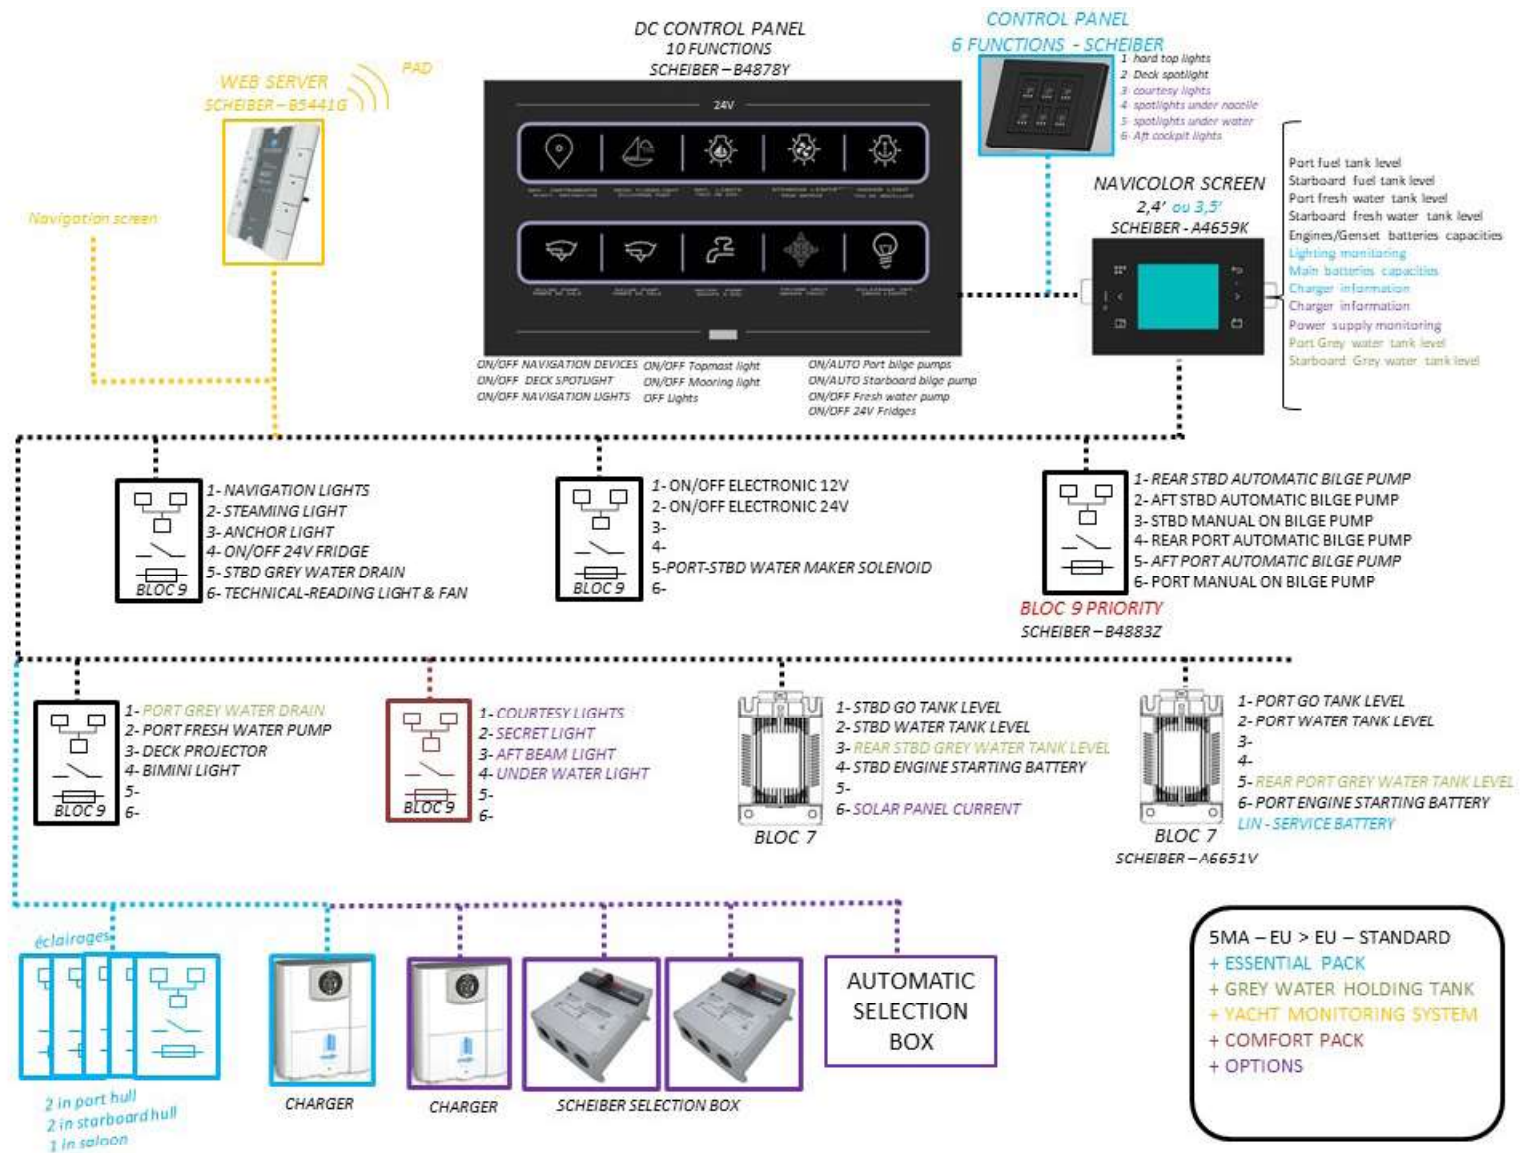 DC CONTROL PANEL
10 FUNCTIONS
SCHEIBER – B4878Y
24V
CONTROL PANEL
6 FUNCTIONS - SCHEIBER
1- hard top lights
2- Deck spotlight
3- courtesy lights
4- spotlights under nacelle
5- spotlights under water
6- Aft cockpit lights
WEB SERVER
SCHEIBER – B5441G
PAD
Navigation screen
NAVICOLOR SCREEN
2,4' ou 3,5'
SCHEIBER - A4659K
Port fuel tank level
Starboard fuel tank level
Port fresh water tank level
Starboard fresh water tank level
Engines/Genset batteries capacities
Lighting monitoring
Main batteries capacities
Charger information
Charger information
Power supply monitoring
Port Grey water tank level
Starboard Grey water tank level
ON/OFF NAVIGATION DEVICES
ON/OFF DECK SPOTLIGHT
ON/OFF NAVIGATION LIGHTS
ON/OFF Topmast light
ON/OFF Mooring light
OFF Lights
ON/AUTO Port bilge pumps
ON/AUTO Starboard bilge pump
ON/OFF Fresh water pump
ON/OFF 24V Fridges
BLOC 9
1- NAVIGATION LIGHTS
2- STEAMING LIGHT
3- ANCHOR LIGHT
4- ON/OFF 24V FRIDGE
5- STBD GREY WATER DRAIN
6- TECHNICAL-READING LIGHT & FAN
BLOC 9
1- ON/OFF ELECTRONIC 12V
2- ON/OFF ELECTRONIC 24V
3-
4-
5-PORT-STBD WATER MAKER SOLENOID
6-
1- REAR STBD AUTOMATIC BILGE PUMP
2- AFT STBD AUTOMATIC BILGE PUMP
3- STBD MANUAL ON BILGE PUMP
4- REAR PORT AUTOMATIC BILGE PUMP
5- AFT PORT AUTOMATIC BILGE PUMP
6- PORT MANUAL ON BILGE PUMP
BLOC 9 PRIORITY
SCHEIBER – B4883Z
BLOC 9
1- PORT GREY WATER DRAIN
2- PORT FRESH WATER PUMP
3- DECK PROJECTOR
4- BIMINI LIGHT
5-
6-
BLOC 9
1- COURTESY LIGHTS
2- SECRET LIGHT
3- AFT BEAM LIGHT
4- UNDER WATER LIGHT
5-
6-
BLOC 7
1- STBD GO TANK LEVEL
2- STBD WATER TANK LEVEL
3- REAR STBD GREY WATER TANK LEVEL
4- STBD ENGINE STARTING BATTERY
5-
6- SOLAR PANEL CURRENT
BLOC 7
SCHEIBER – A6651V
1- PORT GO TANK LEVEL
2- PORT WATER TANK LEVEL
3-
4-
5- REAR PORT GREY WATER TANK LEVEL
6- PORT ENGINE STARTING BATTERY
LIN - SERVICE BATTERY
éclairages
2 in port hull
2 in starboard hull
1 in saloon
CHARGER
CHARGER
SCHEIBER SELECTION BOX
AUTOMATIC
SELECTION
BOX
5MA – EU > EU – STANDARD
+ ESSENTIAL PACK
+ GREY WATER HOLDING TANK
+ YACHT MONITORING SYSTEM
+ COMFORT PACK
+ OPTIONS